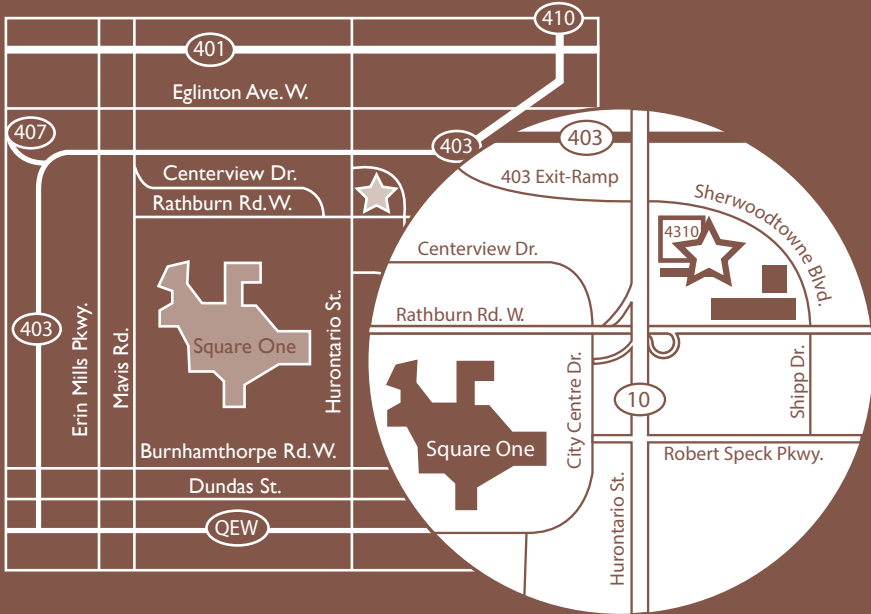 410
401
Eglinton Ave. W.
407
403
403
Centerview Dr.
403 Exit-Ramp
Rathburn Rd. W.
Sherwoodtowne Blvd.
4310
Centerview Dr.
Rathburn Rd. W.
403
Erin Mills Pkwy.
Mavis Rd.
Square One
Hurontario St.
City Centre Dr.
Shipp Dr.
10
Burnhamthorpe Rd. W.
Square One
Robert Speck Pkwy.
Dundas St.
QEW
Hurontario St.